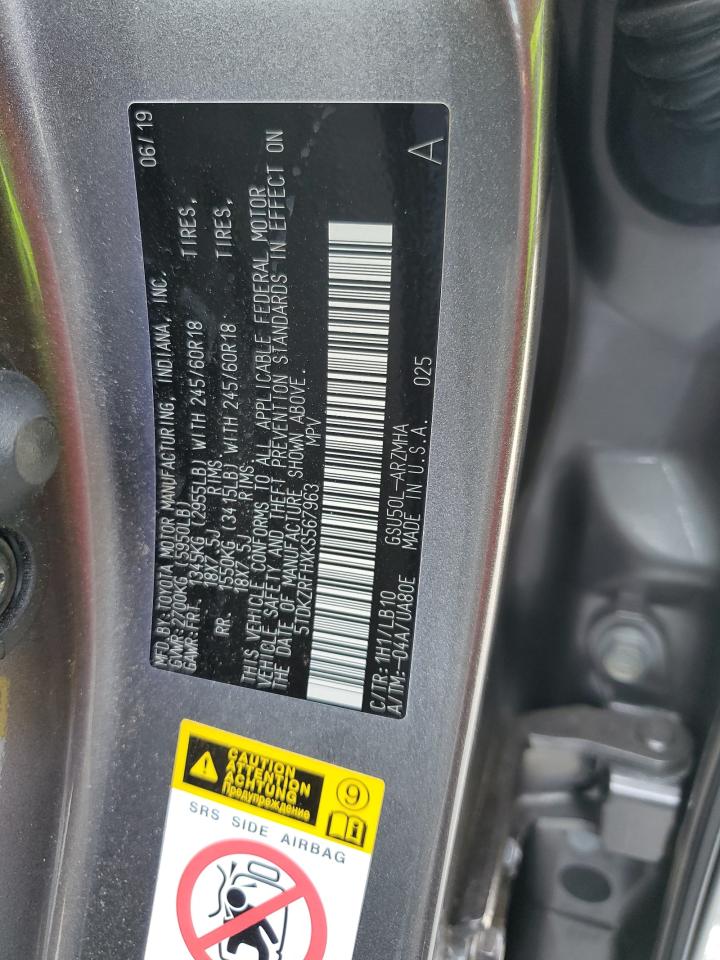 MFD.BY:TOYOTA MOTOR MANUFACTURING, INDIANA, INC. 06/19
GVWR:2700KG (5950LB)
GAWR:FRT. 1345KG (2955LB) WITH 245/60R18 TIRES,
18X7.5J RIMS
RR. 1550KG (3415LB) WITH 245/60R18 TIRES,
18X7.5J RIMS
THIS VEHICLE CONFORMS TO ALL APPLICABLE FEDERAL MOTOR
VEHICLE SAFETY AND THEFT PREVENTION STANDARDS IN EFFECT ON
THE DATE OF MANUFACTURE SHOWN ABOVE.
5TDKZRFHXKS567963 MPV
C/TR:1H1/LB10 GSU50L-ARZMHA
A/TM:-04A/UA80E MADE IN U.S.A. 025 A
CAUTION
ATTENTION
ACHTUNG
Предупреждение
9
SRS SIDE AIRBAG